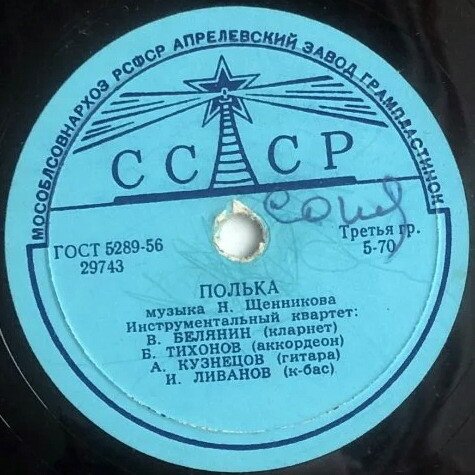 МОСОБЛСОВНАРХОЗ РСФСР АПРЕЛЕВСКИЙ ЗАВОД ГРАМПЛАСТИНОК
СССР
ГОСТ 5289-56
29743
Третья гр.
5-70
ПОЛЬКА
музыка Н. Щенникова
Инструментальный квартет:
В. БЕЛЯНИН (кларнет)
Б. ТИХОНОВ (аккордеон)
А. КУЗНЕЦОВ (гитара)
И. ЛИВАНОВ (к-бас)